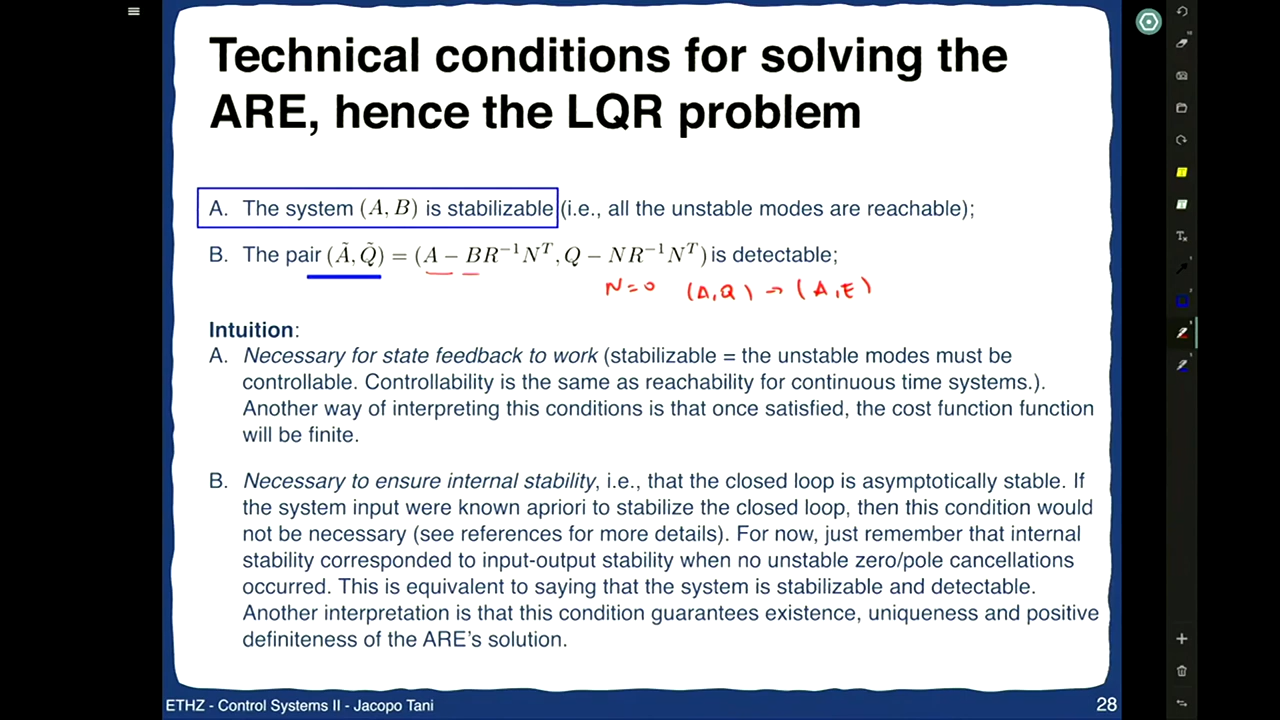 Technical conditions for solving the
ARE, hence the LQR problem
A. The system (A, B) is stabilizable (i.e., all the unstable modes are reachable);
B. The pair (Ã, Q̃) = (A − BR⁻¹Nᵀ, Q − NR⁻¹Nᵀ) is detectable;
N=0 (A,Q) → (A,E)
Intuition:
A. Necessary for state feedback to work (stabilizable = the unstable modes must be
controllable. Controllability is the same as reachability for continuous time systems.).
Another way of interpreting this conditions is that once satisfied, the cost function function
will be finite.
B. Necessary to ensure internal stability, i.e., that the closed loop is asymptotically stable. If
the system input were known apriori to stabilize the closed loop, then this condition would
not be necessary (see references for more details). For now, just remember that internal
stability corresponded to input-output stability when no unstable zero/pole cancellations
occurred. This is equivalent to saying that the system is stabilizable and detectable.
Another interpretation is that this condition guarantees existence, uniqueness and positive
definiteness of the ARE's solution.
ETHZ - Control Systems II - Jacopo Tani 28